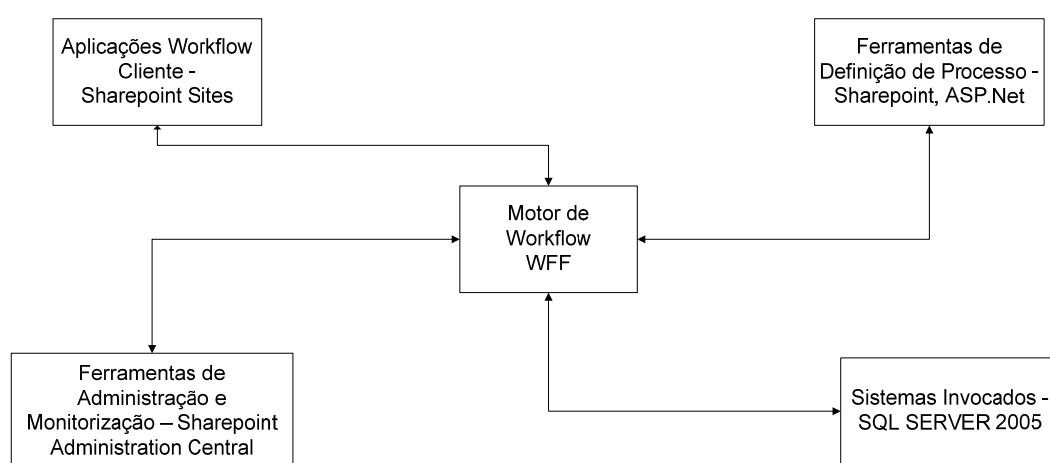 Aplicações Workflow
Cliente -
Sharepoint Sites
Ferramentas de
Definição de Processo -
Sharepoint, ASP.Net
Motor de
Workflow
WFF
Ferramentas de
Administração e
Monitorização – Sharepoint
Administration Central
Sistemas Invocados -
SQL SERVER 2005